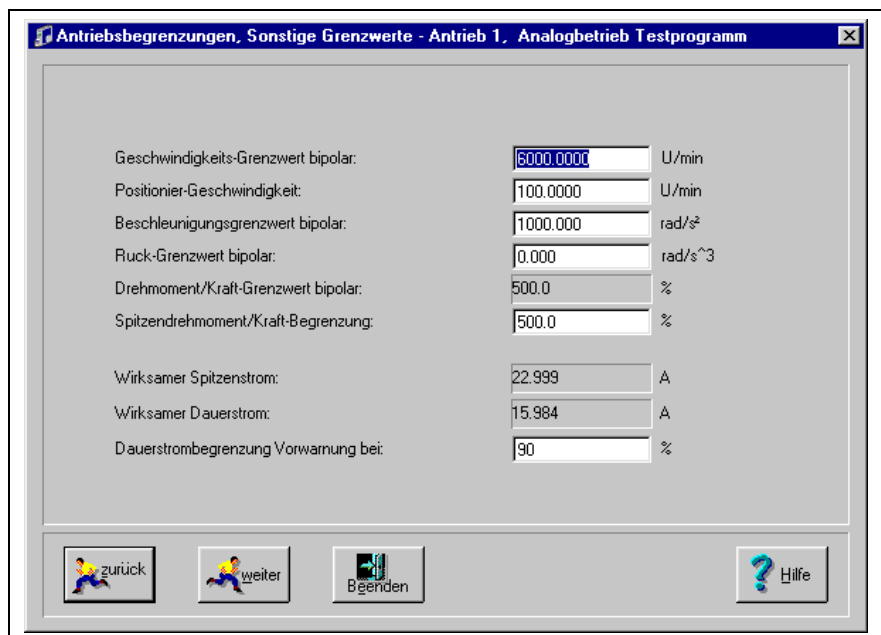 Antriebsbegrenzungen, Sonstige Grenzwerte - Antrieb 1, Analogbetrieb Testprogramm
Geschwindigkeits-Grenzwert bipolar: 6000.0000 U/min
Positionier-Geschwindigkeit: 100.0000 U/min
Beschleunigungsgrenzwert bipolar: 1000.000 rad/s²
Ruck-Grenzwert bipolar: 0.000 rad/s^3
Drehmoment/Kraft-Grenzwert bipolar: 500.0 %
Spitzendrehmoment/Kraft-Begrenzung: 500.0 %
Wirksamer Spitzenstrom: 22.999 A
Wirksamer Dauerstrom: 15.984 A
Dauerstrombegrenzung Vorwarnung bei: 90 %
zurück weiter Beenden Hilfe